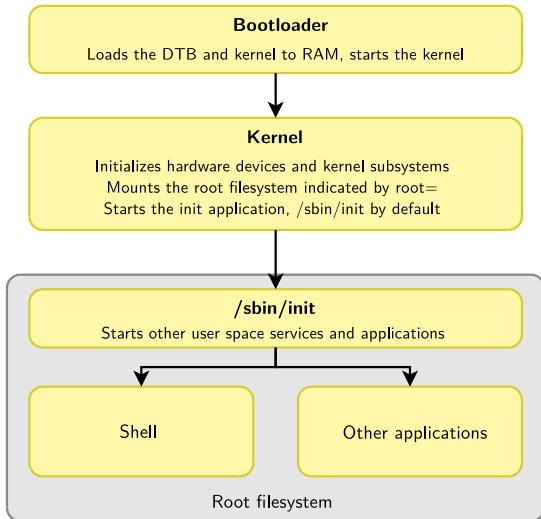 Bootloader
Loads the DTB and kernel to RAM, starts the kernel
Kernel
Initializes hardware devices and kernel subsystems
Mounts the root filesystem indicated by root=
Starts the init application, /sbin/init by default
/sbin/init
Starts other user space services and applications
Shell
Other applications
Root filesystem